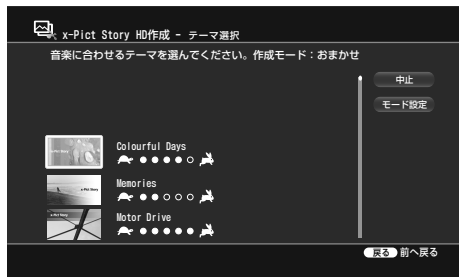 x-Pict Story HD作成 - テーマ選択
音楽に合わせるテーマを選んでください。作成モード：おまかせ
中止
モード設定
Colourful Days
Memories
Motor Drive
戻る 前へ戻る